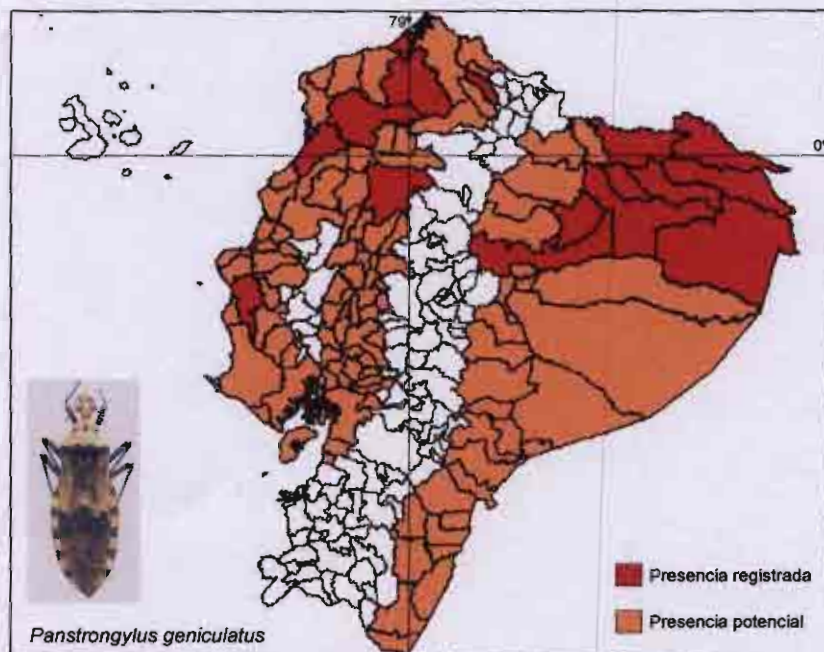 79°
0°
Presencia registrada
Presencia potencial
Panstrongylus geniculatus